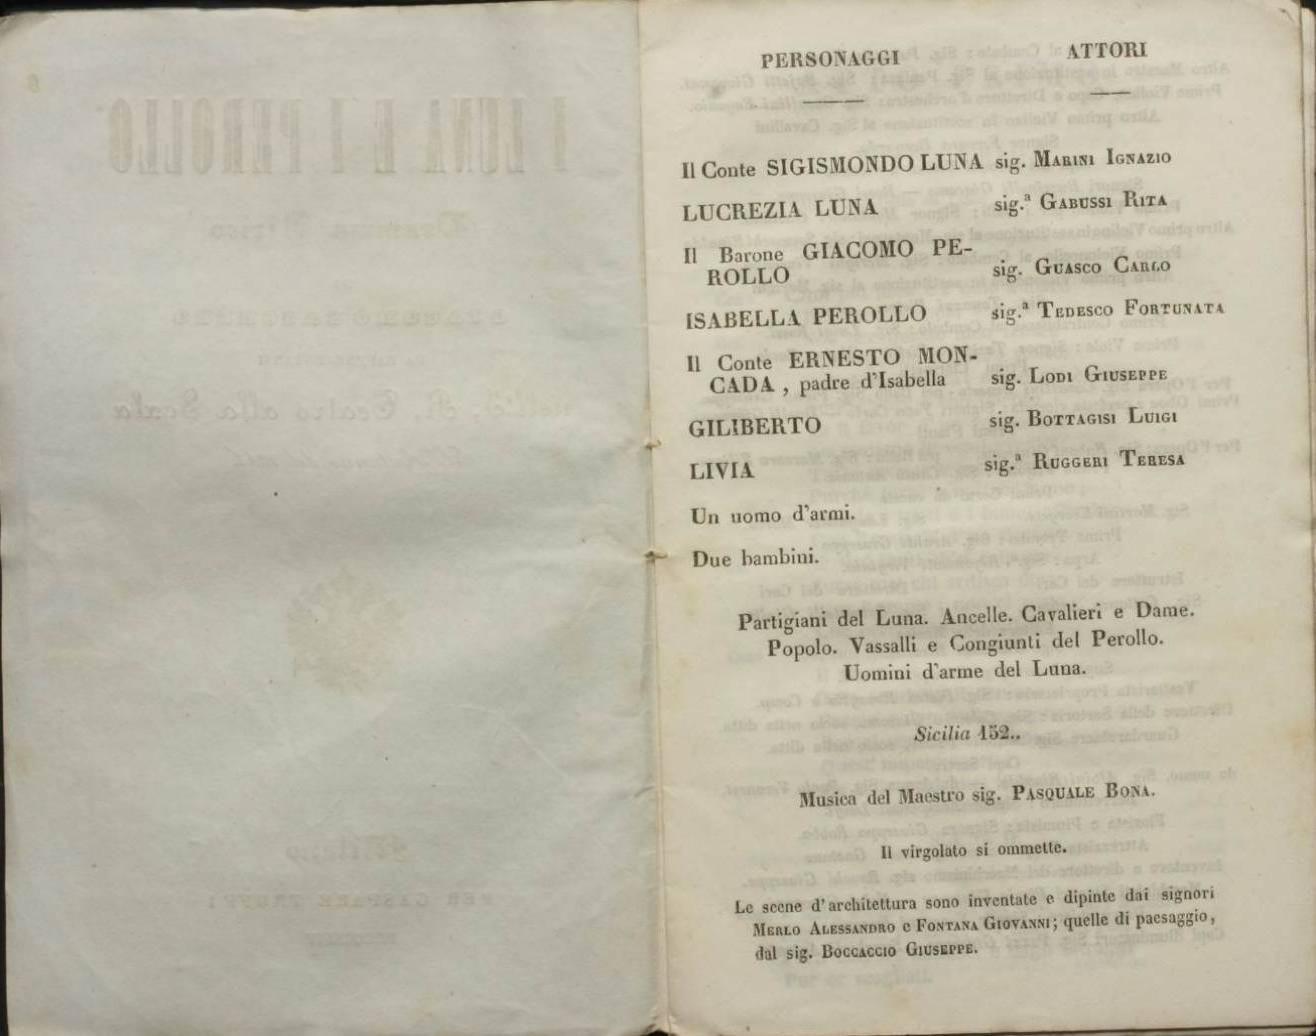 PERSONAGGI ATTORI
Il Conte SIGISMONDO LUNA sig. MARINI IGNAZIO
LUCREZIA LUNA sig.ª GABUSSI RITA
Il Barone GIACOMO PE-
ROLLO sig. GUASCO CARLO
ISABELLA PEROLLO sig.ª TEDESCO FORTUNATA
Il Conte ERNESTO MON-
CADA, padre d'Isabella sig. LODI GIUSEPPE
GILIBERTO sig. BOTTAGISI LUIGI
LIVIA sig.ª RUGGERI TERESA
Un uomo d'armi.
Due bambini.
Partigiani del Luna. Ancelle. Cavalieri e Dame.
Popolo. Vassalli e Congiunti del Perollo.
Uomini d'arme del Luna.
Sicilia 152..
Musica del Maestro sig. PASQUALE BONA.
Il virgolato si ommette.
Le scene d'architettura sono inventate e dipinte dai signori
MERLO ALESSANDRO e FONTANA GIOVANNI; quelle di paesaggio,
dal sig. BOCCACCIO GIUSEPPE.